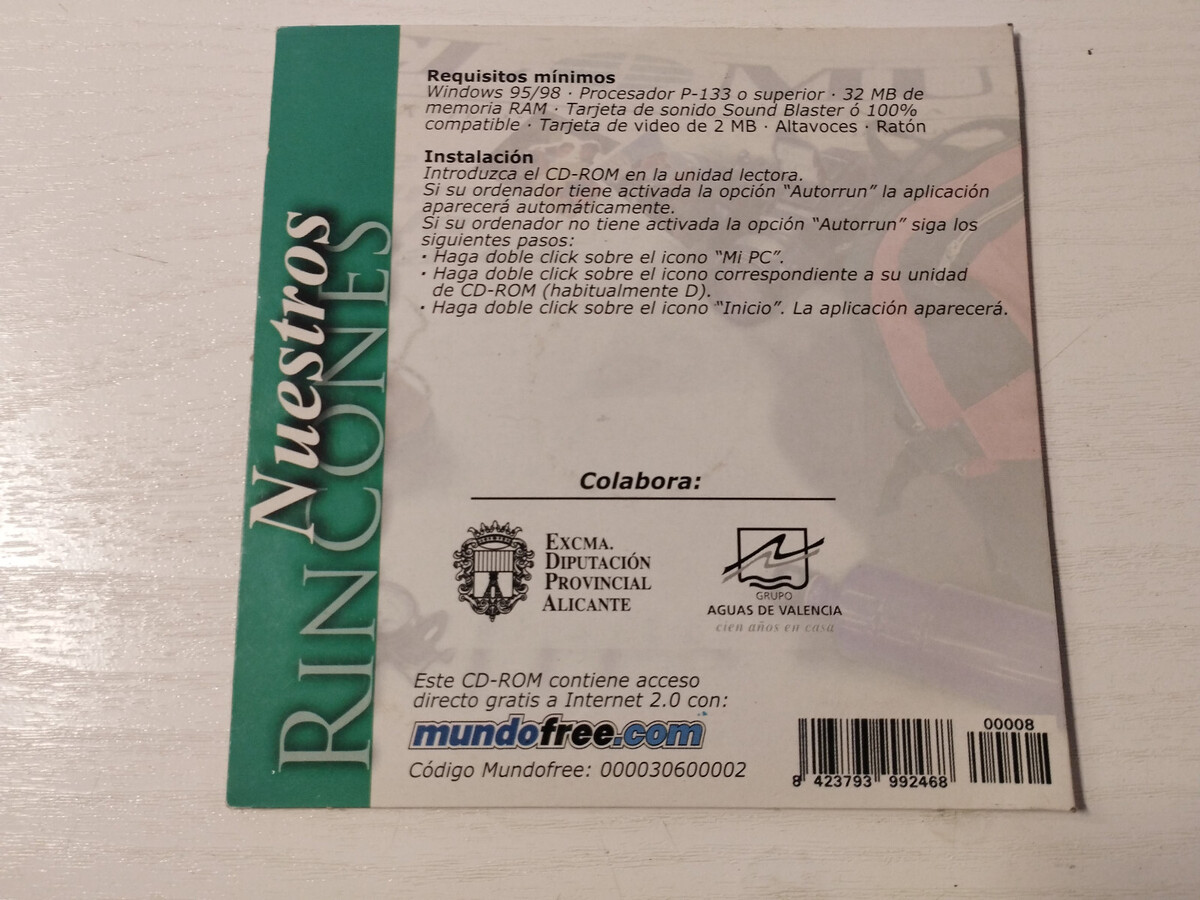 Nuestros
RINCONES
Requisitos mínimos
Windows 95/98 · Procesador P-133 o superior · 32 MB de
memoria RAM · Tarjeta de sonido Sound Blaster ó 100%
compatible · Tarjeta de video de 2 MB · Altavoces · Ratón
Instalación
Introduzca el CD-ROM en la unidad lectora.
Si su ordenador tiene activada la opción “Autorrun” la aplicación
aparecerá automáticamente.
Si su ordenador no tiene activada la opción “Autorrun” siga los
siguientes pasos:
· Haga doble click sobre el icono “Mi PC”.
· Haga doble click sobre el icono correspondiente a su unidad
de CD-ROM (habitualmente D).
· Haga doble click sobre el icono “Inicio”. La aplicación aparecerá.
Colabora:
EXCMA.
DIPUTACIÓN
PROVINCIAL
ALICANTE
GRUPO
AGUAS DE VALENCIA
cien años en casa
Este CD-ROM contiene acceso
directo gratis a Internet 2.0 con:
mundofree.com
Código Mundofree: 000030600002
00008
8 423793 992468